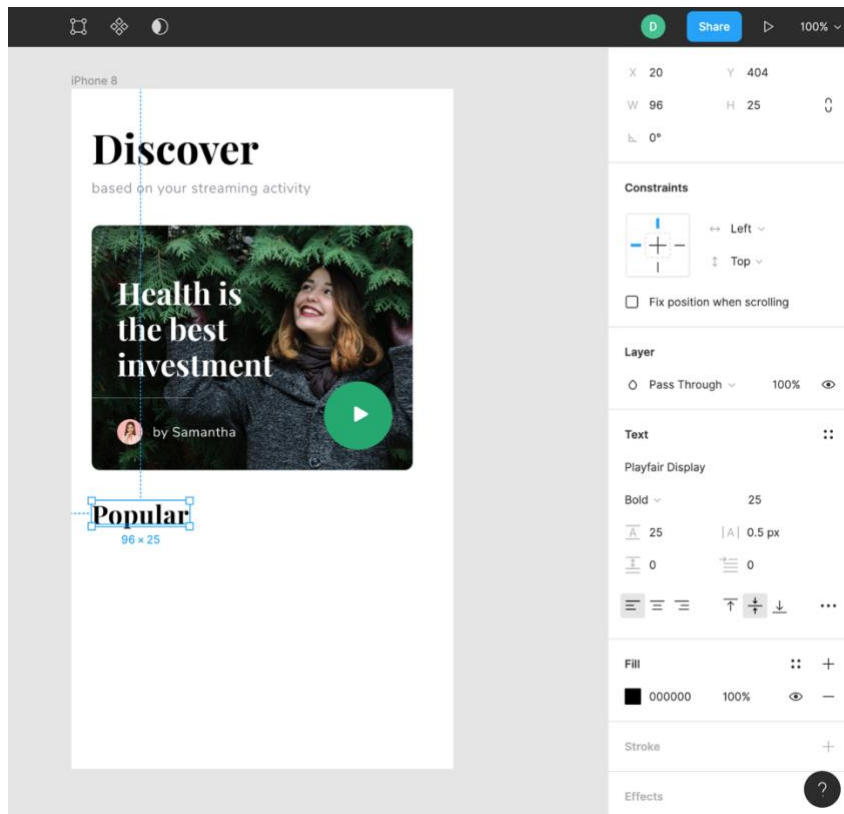 D Share 100%
iPhone 8
Discover
based on your streaming activity
Health is
the best
investment
by Samantha
Popular
96 × 25
X 20 Y 404
W 96 H 25
0°
Constraints
Left
Top
Fix position when scrolling
Layer
Pass Through 100%
Text
Playfair Display
Bold 25
A 25 |A| 0.5 px
0 0
Fill
000000 100%
Stroke
Effects
?